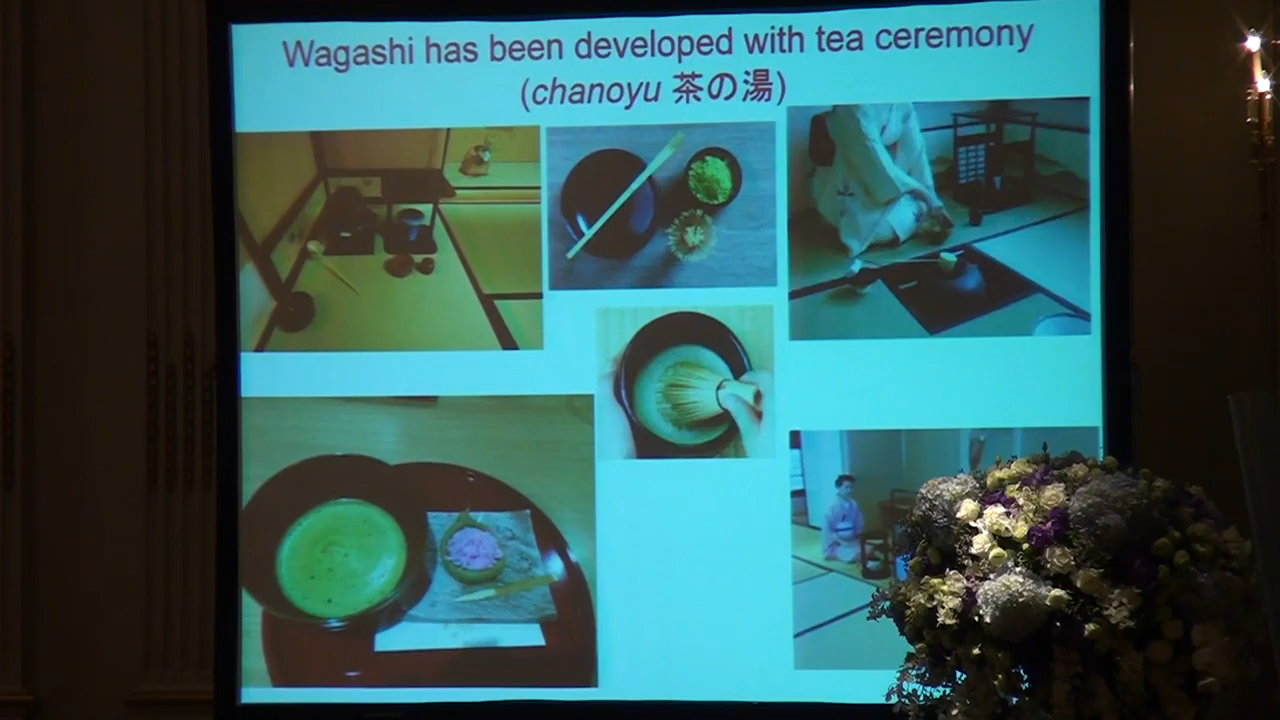 Wagashi has been developed with tea ceremony
(chanoyu 茶の湯)